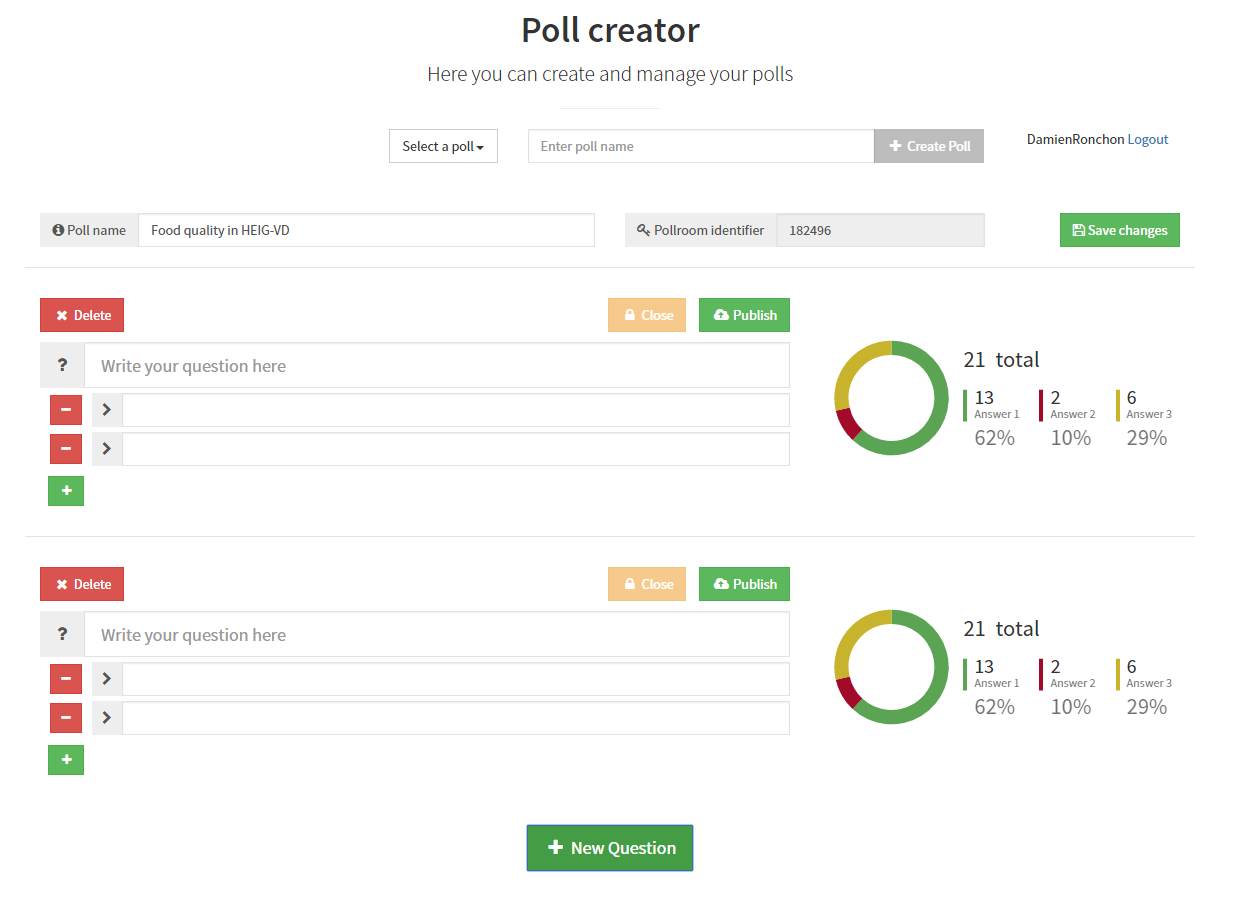 Poll creator
Here you can create and manage your polls
Select a poll
Enter poll name
Create Poll
DamienRonchon Logout
Poll name
Food quality in HEIG-VD
Pollroom identifier
182496
Save changes
Delete
Close
Publish
? Write your question here
21 total
13 2 6
Answer 1 Answer 2 Answer 3
62% 10% 29%
Delete
Close
Publish
? Write your question here
21 total
13 2 6
Answer 1 Answer 2 Answer 3
62% 10% 29%
New Question